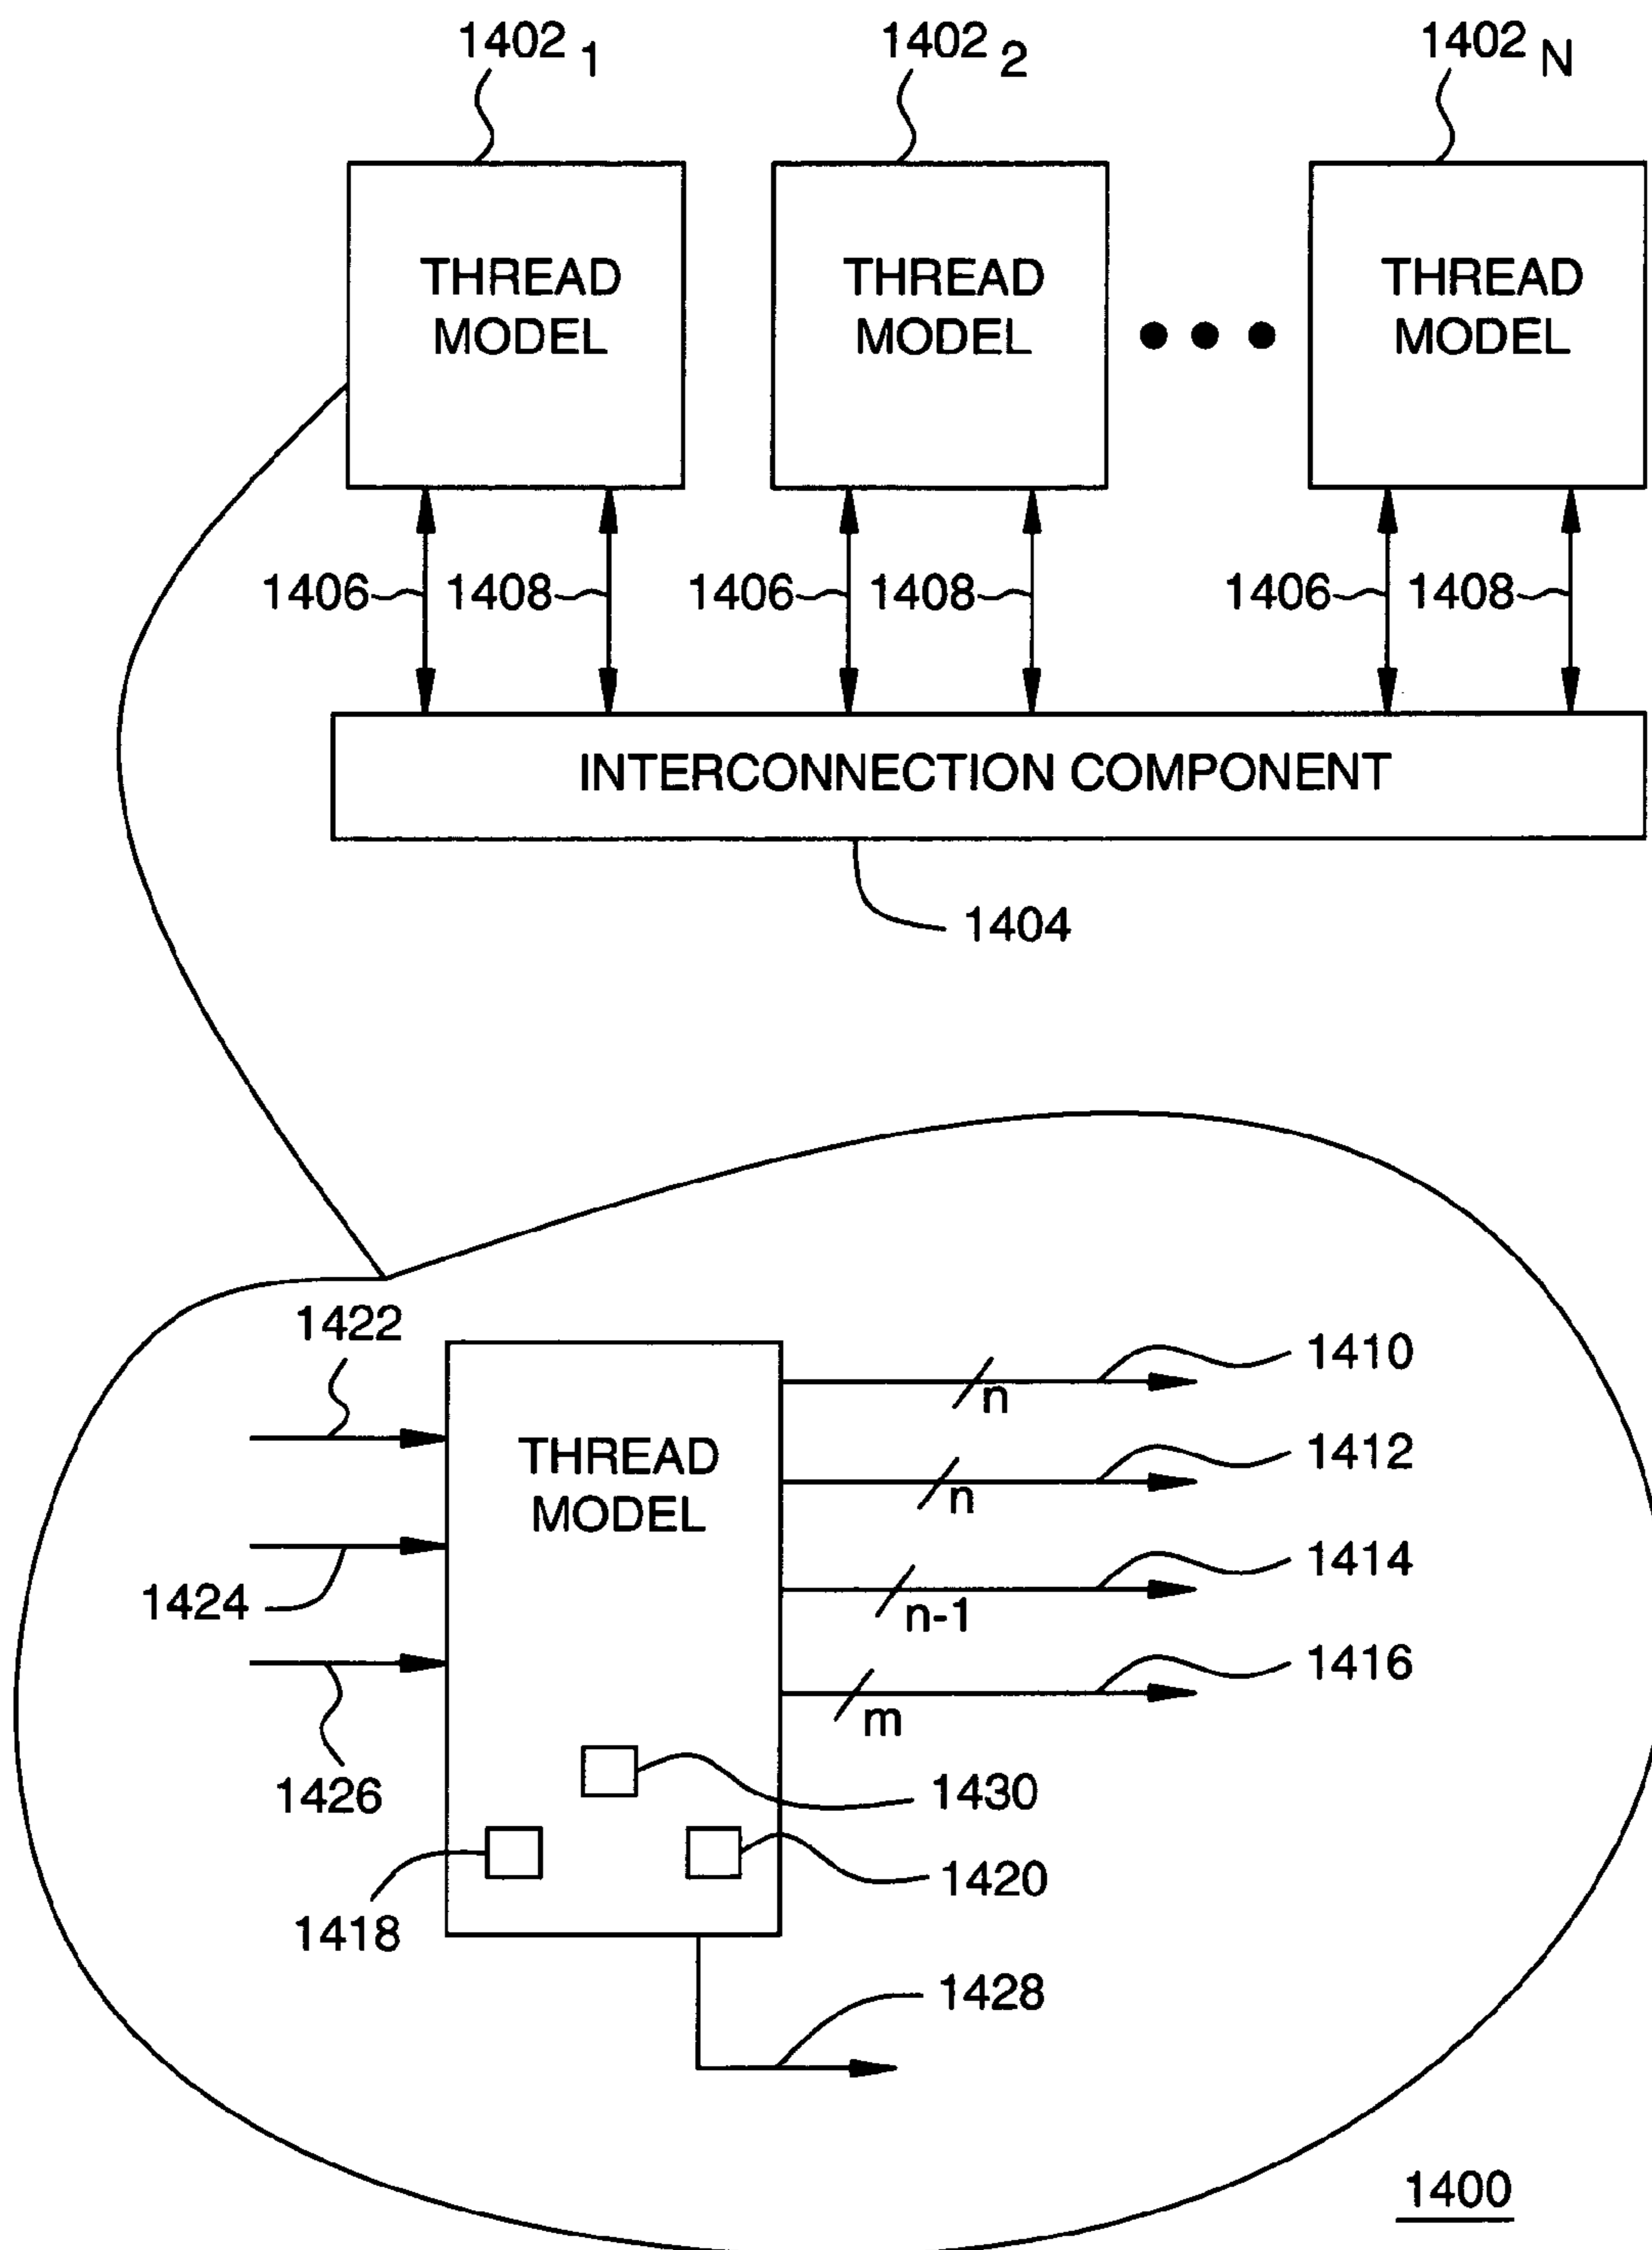 1402 1 1402 2 1402 N
THREAD MODEL
THREAD MODEL
THREAD MODEL
1406 1408 1406 1408 1406 1408
INTERCONNECTION COMPONENT
1404
1422
1410
n
THREAD
MODEL
1412
n
1424
1414
n-1
1416
m
1426
1430
1420
1418
1428
1400